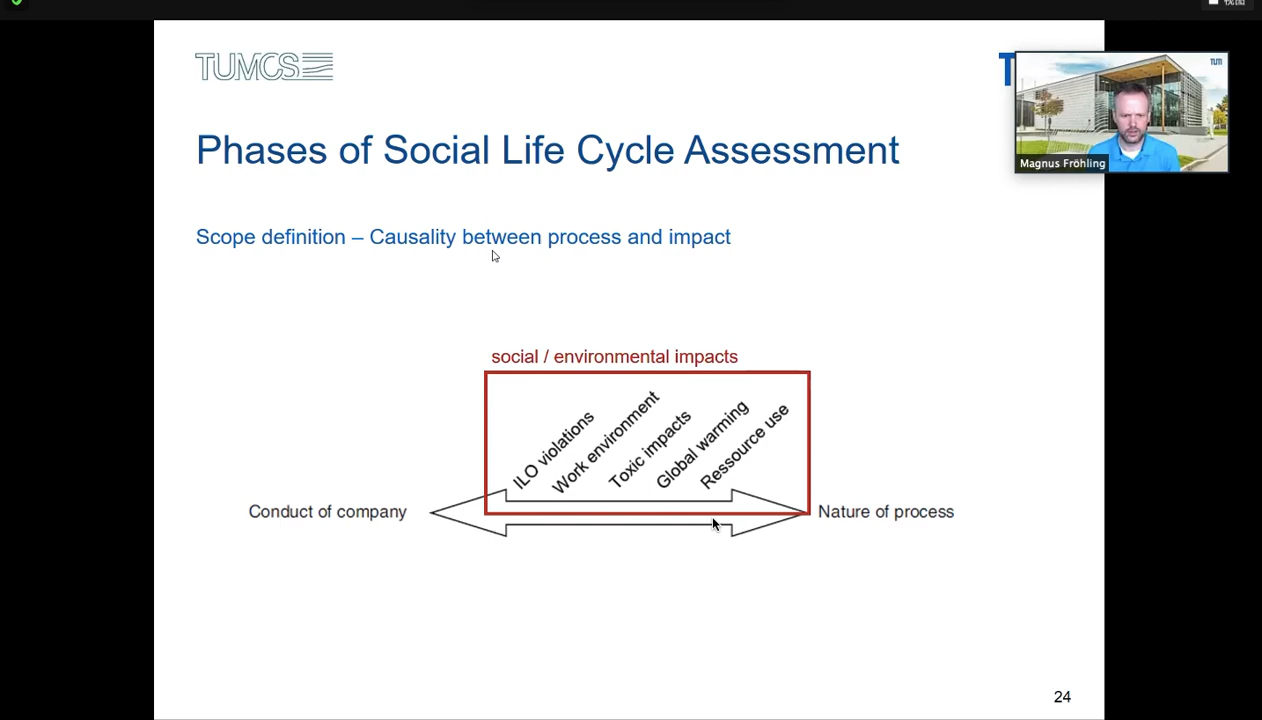 TUMCS
TUM
Magnus Fröhling
Phases of Social Life Cycle Assessment
Scope definition – Causality between process and impact
social / environmental impacts
ILO violations
Work environment
Toxic impacts
Global warming
Ressource use
Conduct of company
Nature of process
24